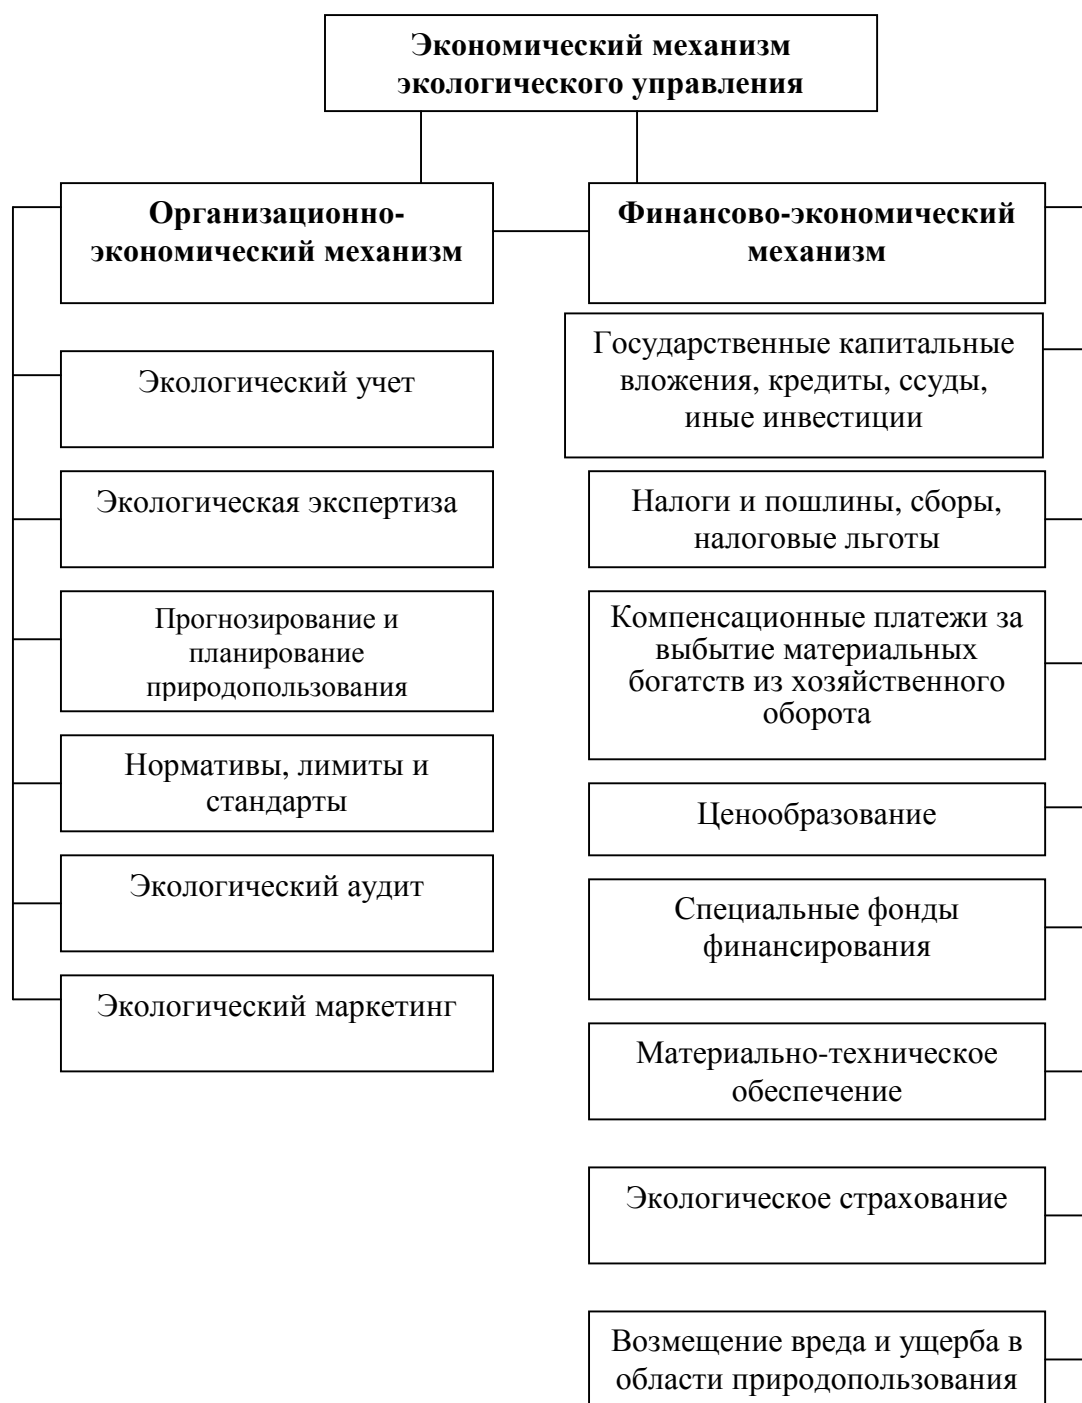 Экономический механизм
экологического управления
Организационно-
экономический механизм
Финансово-экономический
механизм
Экологический учет
Экологическая экспертиза
Прогнозирование и
планирование
природопользования
Нормативы, лимиты и
стандарты
Экологический аудит
Экологический маркетинг
Государственные капитальные
вложения, кредиты, ссуды,
иные инвестиции
Налоги и пошлины, сборы,
налоговые льготы
Компенсационные платежи за
выбытие материальных
богатств из хозяйственного
оборота
Ценообразование
Специальные фонды
финансирования
Материально-техническое
обеспечение
Экологическое страхование
Возмещение вреда и ущерба в
области природопользования